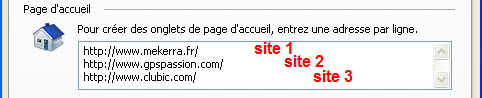 Page d'accueil
Pour créer des onglets de page d'accueil, entrez une adresse par ligne.
http://www.mekerra.fr/ site 1
http://www.gpspassion.com/ site 2
http://www.clubic.com/ site 3